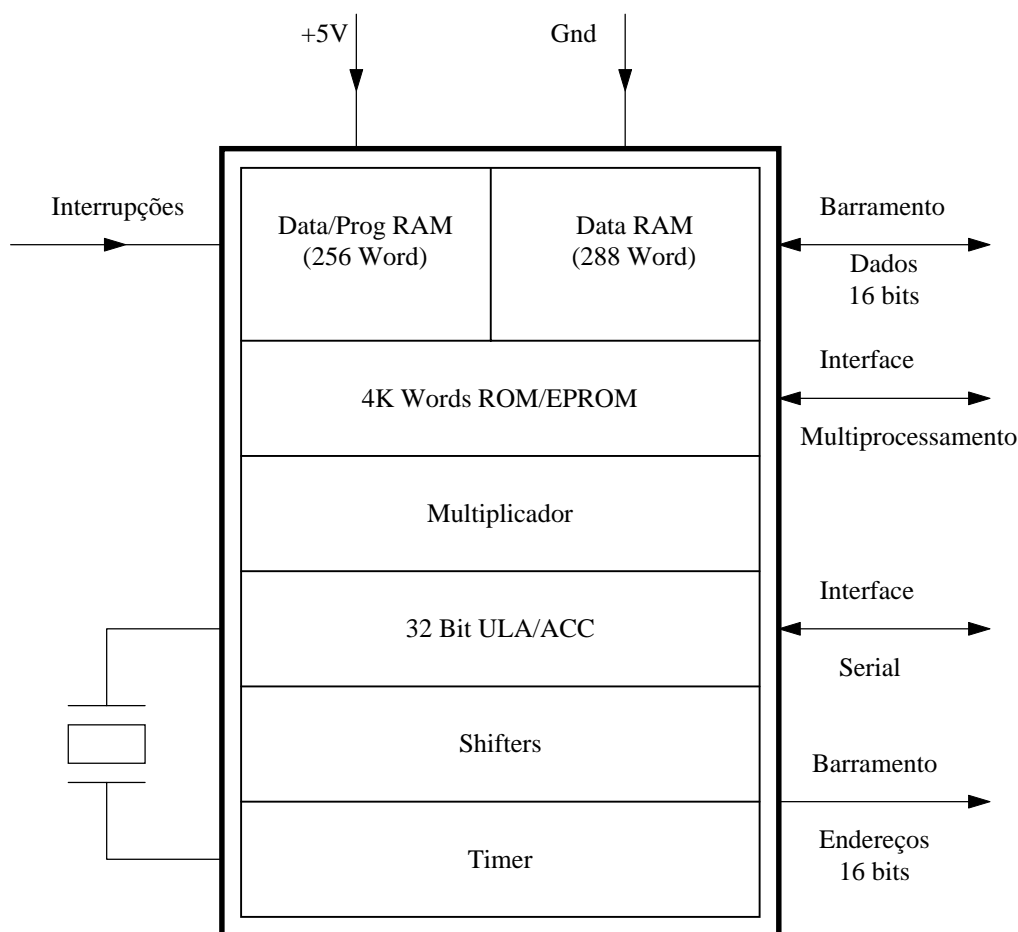 +5V
Gnd
Interrupções
Data/Prog RAM
(256 Word)
Data RAM
(288 Word)
Barramento
Dados
16 bits
4K Words ROM/EPROM
Interface
Multiprocessamento
Multiplicador
32 Bit ULA/ACC
Interface
Serial
Shifters
Barramento
Endereços
16 bits
Timer